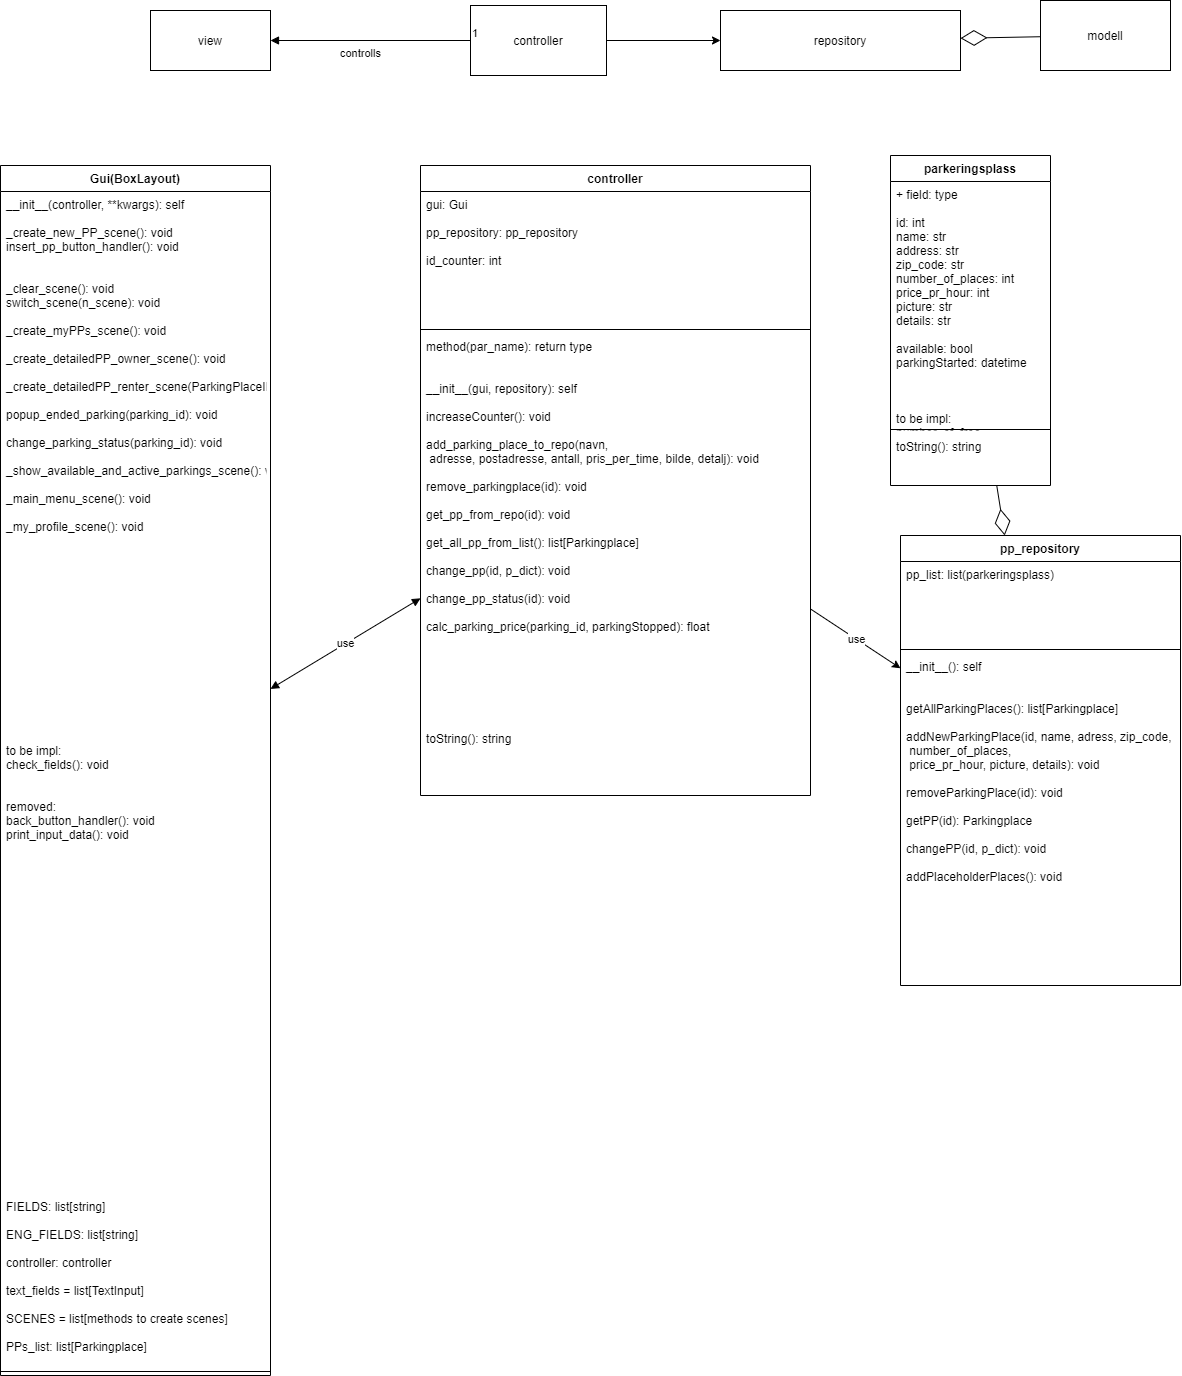 view
controlls
1
controller
repository
modell
Gui(BoxLayout)
__init__(controller, **kwargs): self
_create_new_PP_scene(): void
insert_pp_button_handler(): void
_clear_scene(): void
switch_scene(n_scene): void
_create_myPPs_scene(): void
_create_detailedPP_owner_scene(): void
_create_detailedPP_renter_scene(ParkingPlace
popup_ended_parking(parking_id): void
change_parking_status(parking_id): void
_show_available_and_active_parkings_scene():
_main_menu_scene(): void
_my_profile_scene(): void
to be impl:
check_fields(): void
removed:
back_button_handler(): void
print_input_data(): void
FIELDS: list[string]
ENG_FIELDS: list[string]
controller: controller
text_fields = list[TextInput]
SCENES = list[methods to create scenes]
PPs_list: list[Parkingplace]
use
controller
gui: Gui
pp_repository: pp_repository
id_counter: int
method(par_name): return type
__init__(gui, repository): self
increaseCounter(): void
add_parking_place_to_repo(navn,
adresse, postadresse, antall, pris_per_time, bilde, detalj): void
remove_parkingplace(id): void
get_pp_from_repo(id): void
get_all_pp_from_list(): list[Parkingplace]
change_pp(id, p_dict): void
change_pp_status(id): void
calc_parking_price(parking_id, parkingStopped): float
toString(): string
use
parkeringsplass
+ field: type
id: int
name: str
address: str
zip_code: str
number_of_places: int
price_pr_hour: int
picture: str
details: str
available: bool
parkingStarted: datetime
to be impl:
toString(): string
pp_repository
pp_list: list(parkeringsplass)
__init__(): self
getAllParkingPlaces(): list[Parkingplace]
addNewParkingPlace(id, name, adress, zip_code,
number_of_places,
price_pr_hour, picture, details): void
removeParkingPlace(id): void
getPP(id): Parkingplace
changePP(id, p_dict): void
addPlaceholderPlaces(): void